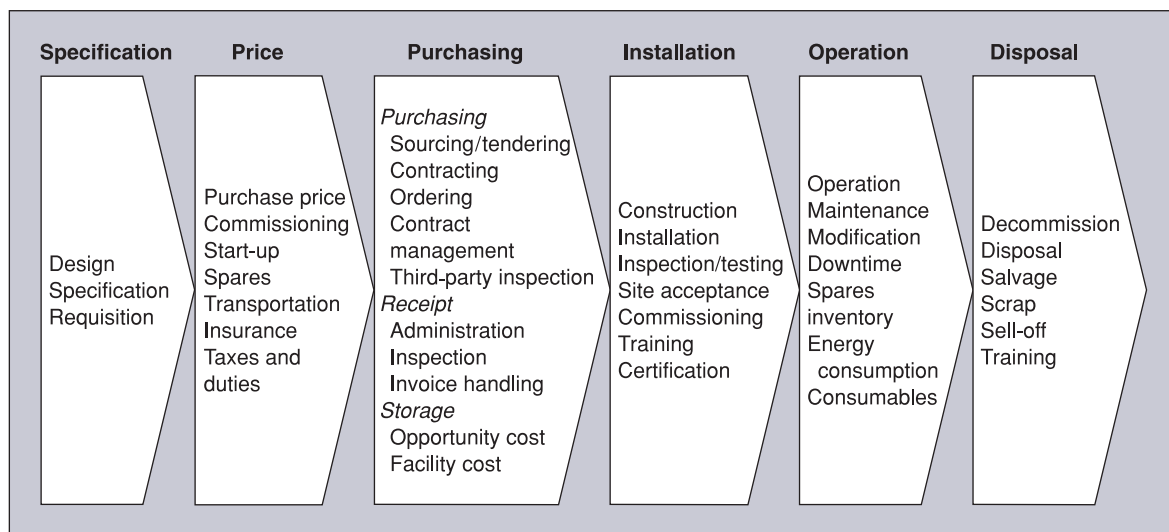 Specification
Price
Purchasing
Installation
Operation
Disposal
Design
Specification
Requisition
Purchase price
Commissioning
Start-up
Spares
Transportation
Insurance
Taxes and
duties
Purchasing
Sourcing/tendering
Contracting
Ordering
Contract
management
Third-party inspection
Receipt
Administration
Inspection
Invoice handling
Storage
Opportunity cost
Facility cost
Construction
Installation
Inspection/testing
Site acceptance
Commissioning
Training
Certification
Operation
Maintenance
Modification
Downtime
Spares
inventory
Energy
consumption
Consumables
Decommission
Disposal
Salvage
Scrap
Sell-off
Training